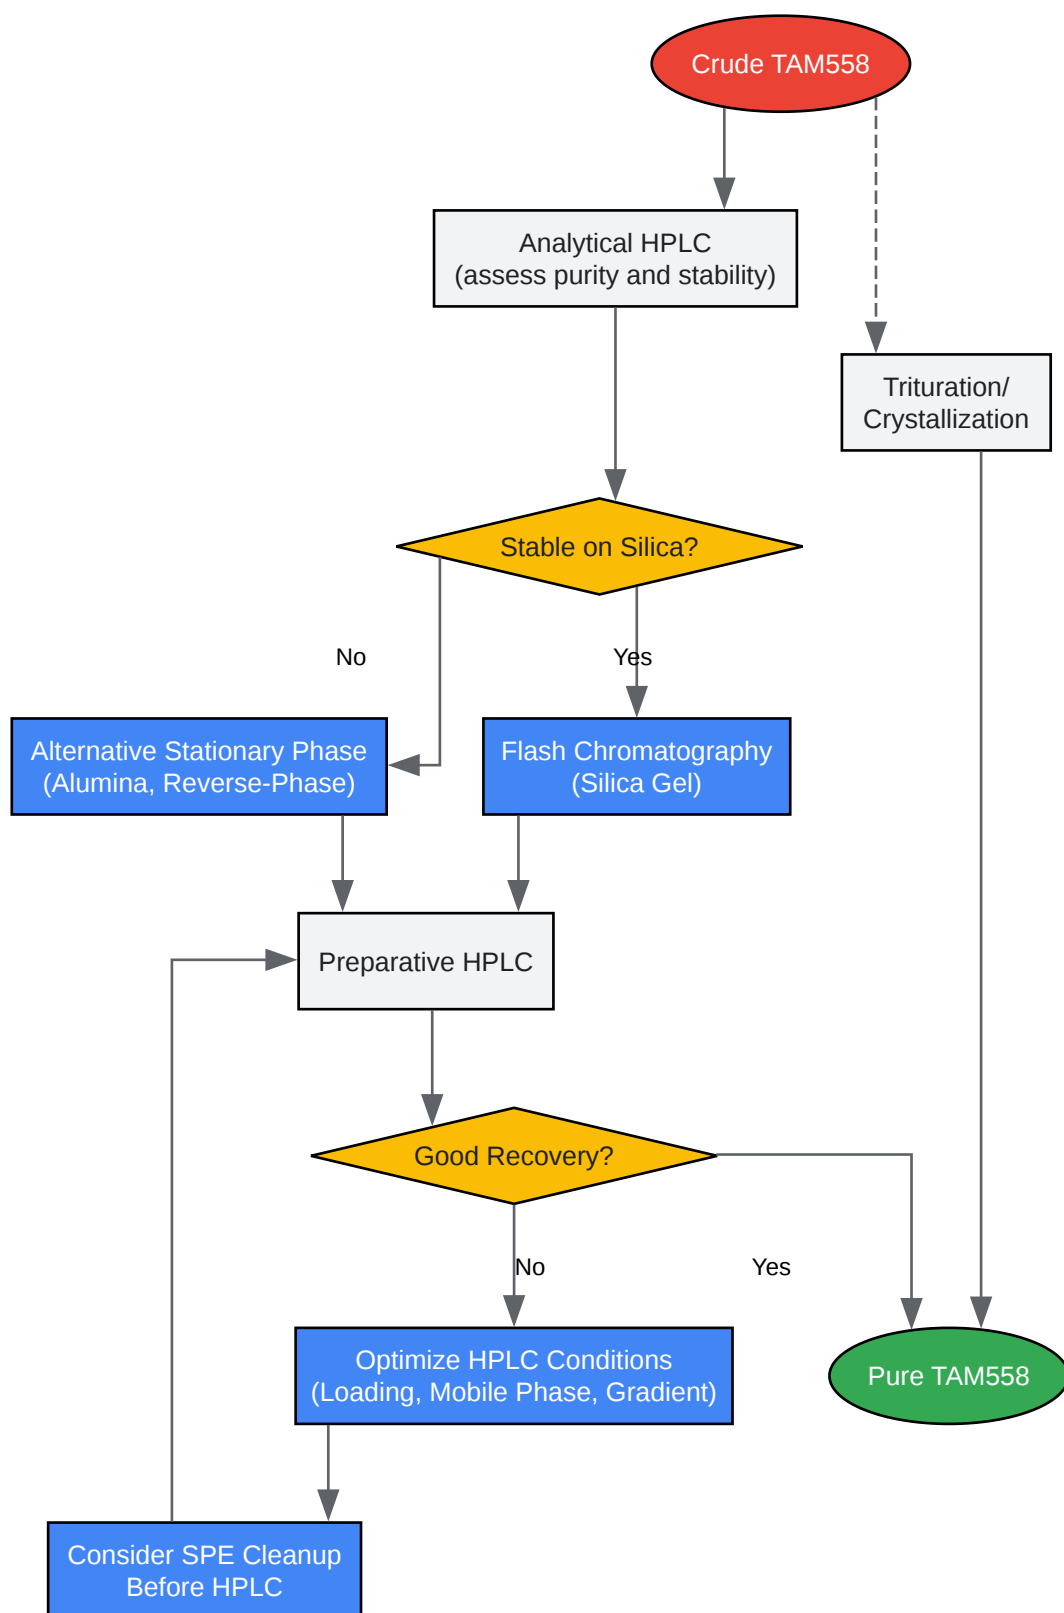 Crude TAM558
Analytical HPLC
(assess purity and stability)
Trituration/
Crystallization
Stable on Silica?
No
Yes
Alternative Stationary Phase
(Alumina, Reverse-Phase)
Flash Chromatography
(Silica Gel)
Preparative HPLC
Good Recovery?
No
Yes
Optimize HPLC Conditions
(Loading, Mobile Phase, Gradient)
Pure TAM558
Consider SPE Cleanup
Before HPLC